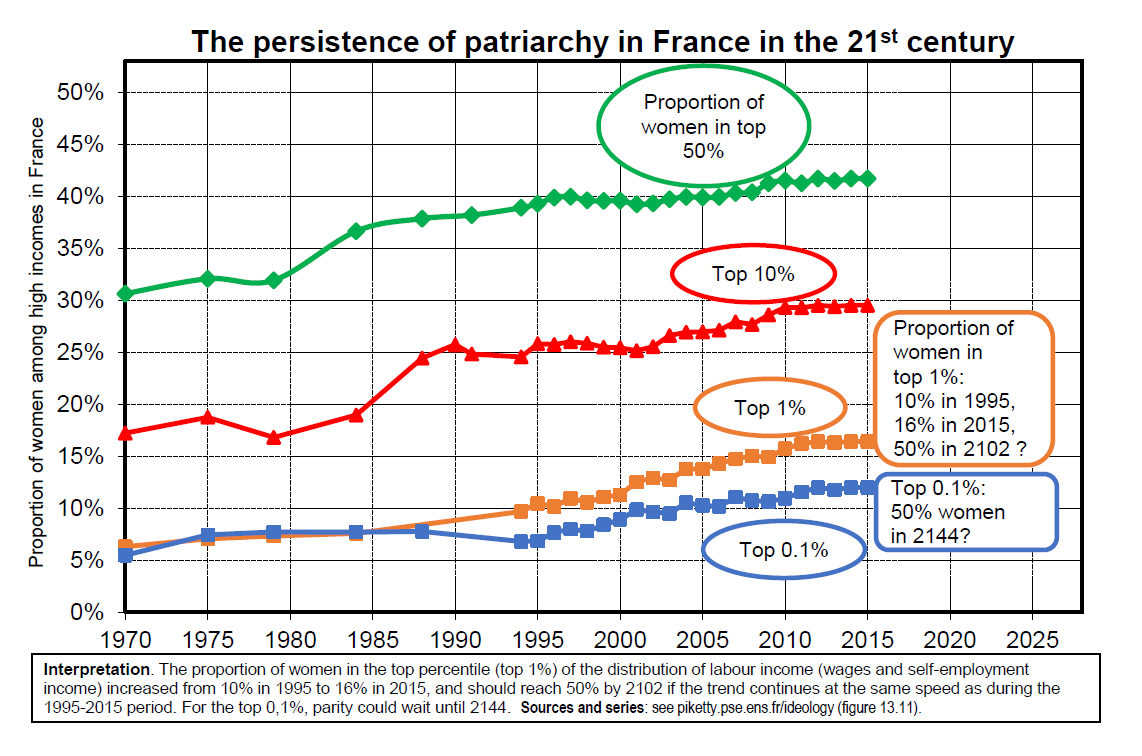 The persistence of patriarchy in France in the 21st century
Proportion of women among high incomes in France
50%
45%
40%
35%
30%
25%
20%
15%
10%
5%
0%
Proportion of
women in top
50%
Top 10%
Top 1%
Top 0.1%
Proportion of
women in
top 1%:
10% in 1995,
16% in 2015,
50% in 2102 ?
Top 0.1%:
50% women
in 2144?
1970 1975 1980 1985 1990 1995 2000 2005 2010 2015 2020 2025
Interpretation. The proportion of women in the top percentile (top 1%) of the distribution of labour income (wages and self-employment
income) increased from 10% in 1995 to 16% in 2015, and should reach 50% by 2102 if the trend continues at the same speed as during the
1995-2015 period. For the top 0,1%, parity could wait until 2144. Sources and series: see piketty.pse.ens.fr/ideology (figure 13.11).